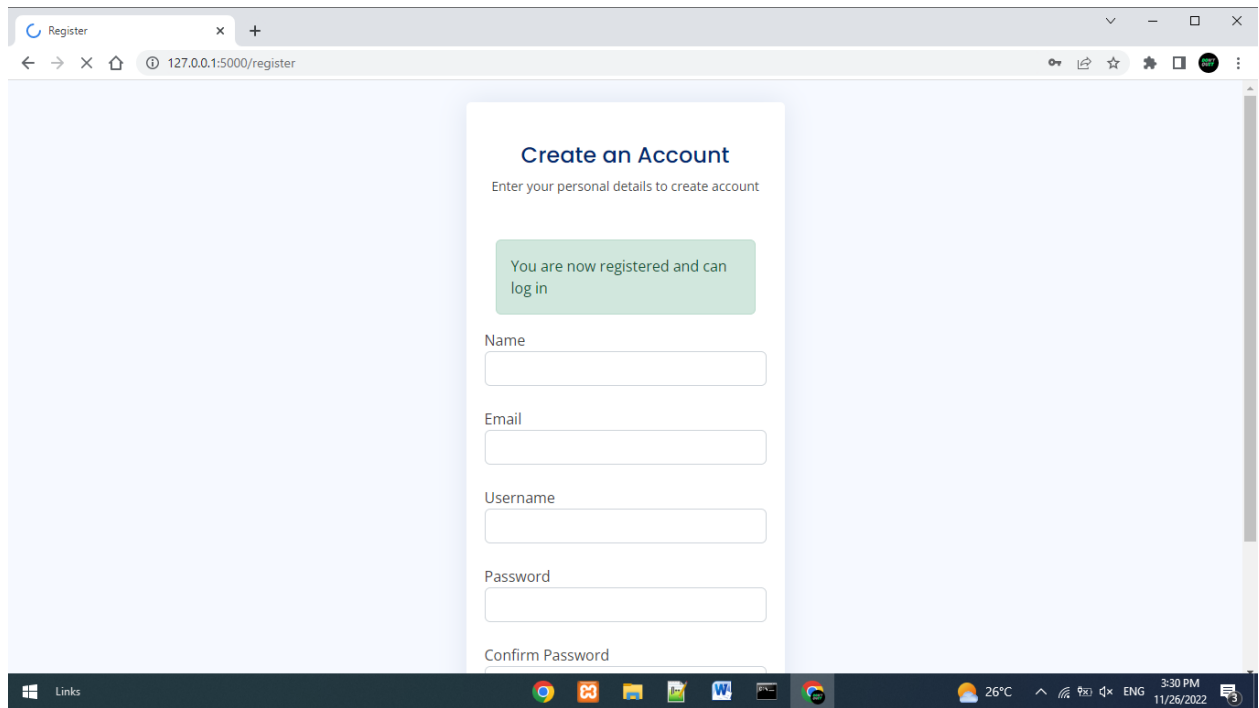 Register
127.0.0.1:5000/register
Create an Account
Enter your personal details to create account
You are now registered and can
log in
Name
Email
Username
Password
Confirm Password
Links
26°C
ENG
3:30 PM
11/26/2022
3